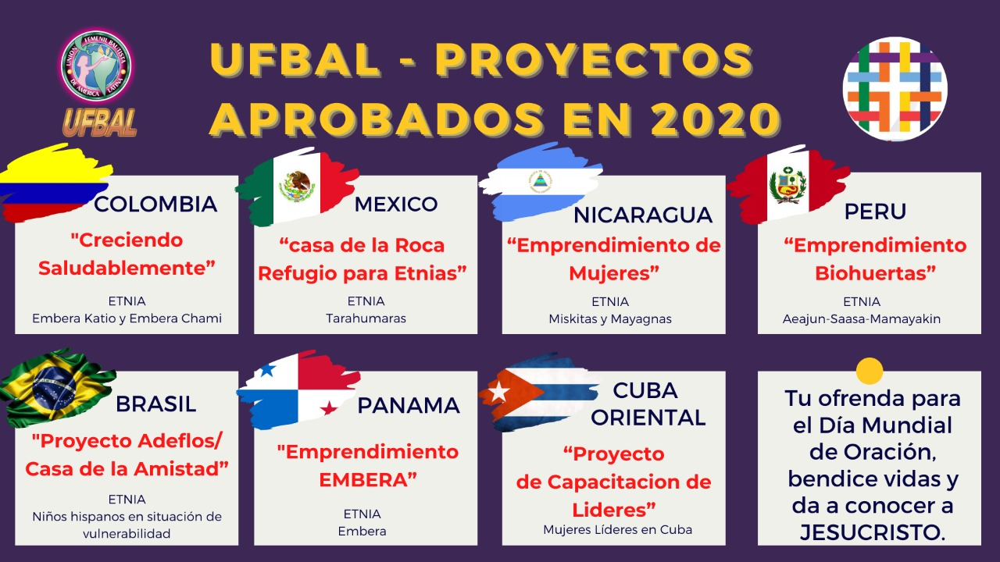 UNIÓN FEMENIL BAUTISTA
DE AMERICA LATINA
UFBAL
UFBAL - PROYECTOS
APROBADOS EN 2020
COLOMBIA
"Creciendo
Saludablemente”
ETNIA
Embera Katio y Embera Chami
MEXICO
“casa de la Roca
Refugio para Etnias”
ETNIA
Tarahumaras
NICARAGUA
“Emprendimiento de
Mujeres”
ETNIA
Miskitas y Mayagnas
PERU
“Emprendimiento
Biohuertas”
ETNIA
Aeajun-Saasa-Mamayakin
BRASIL
"Proyecto Adeflos/
Casa de la Amistad”
ETNIA
Niños hispanos en situación de
vulnerabilidad
PANAMA
"Emprendimiento
EMBERA”
ETNIA
Embera
CUBA
ORIENTAL
“Proyecto
de Capacitacion de
Lideres”
Mujeres Líderes en Cuba
Tu ofrenda para
el Día Mundial
de Oración,
bendice vidas y
da a conocer a
JESUCRISTO.